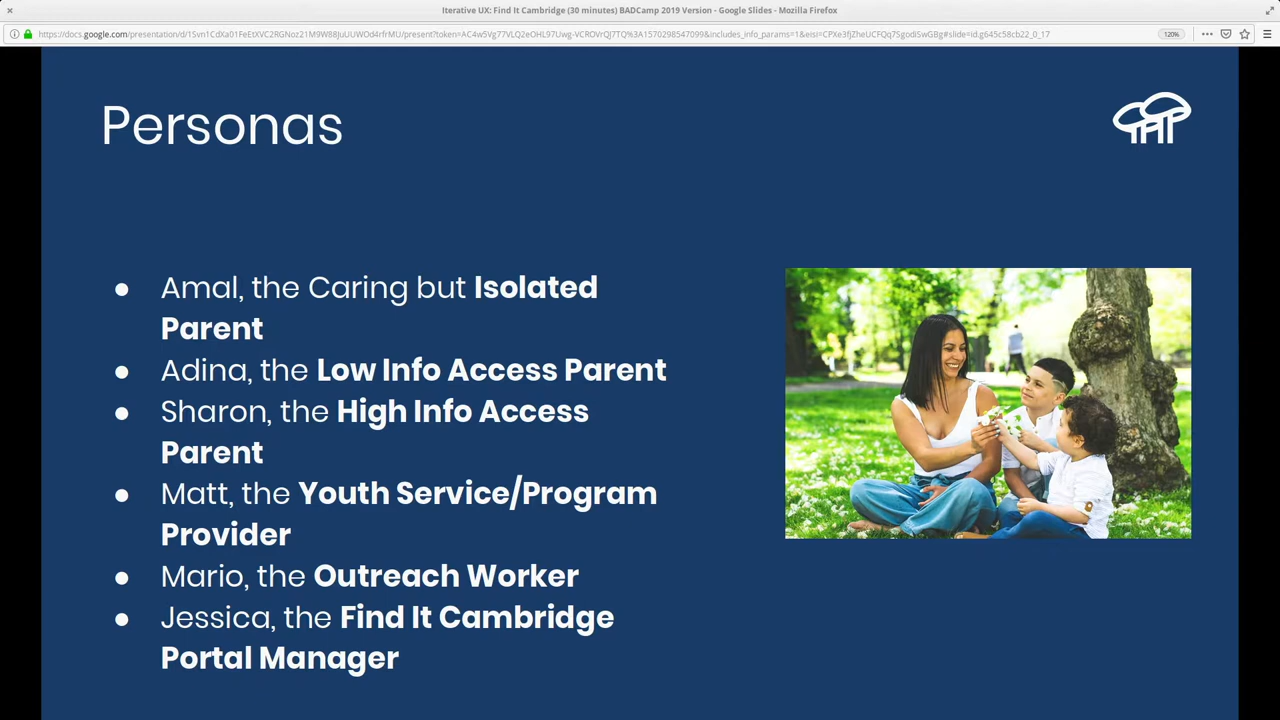 Iterative UX: Find It Cambridge (30 minutes) BADCamp 2019 Version - Google Slides - Mozilla Firefox
120%
Personas
● Amal, the Caring but Isolated
Parent
● Adina, the Low Info Access Parent
● Sharon, the High Info Access
Parent
● Matt, the Youth Service/Program
Provider
● Mario, the Outreach Worker
● Jessica, the Find It Cambridge
Portal Manager